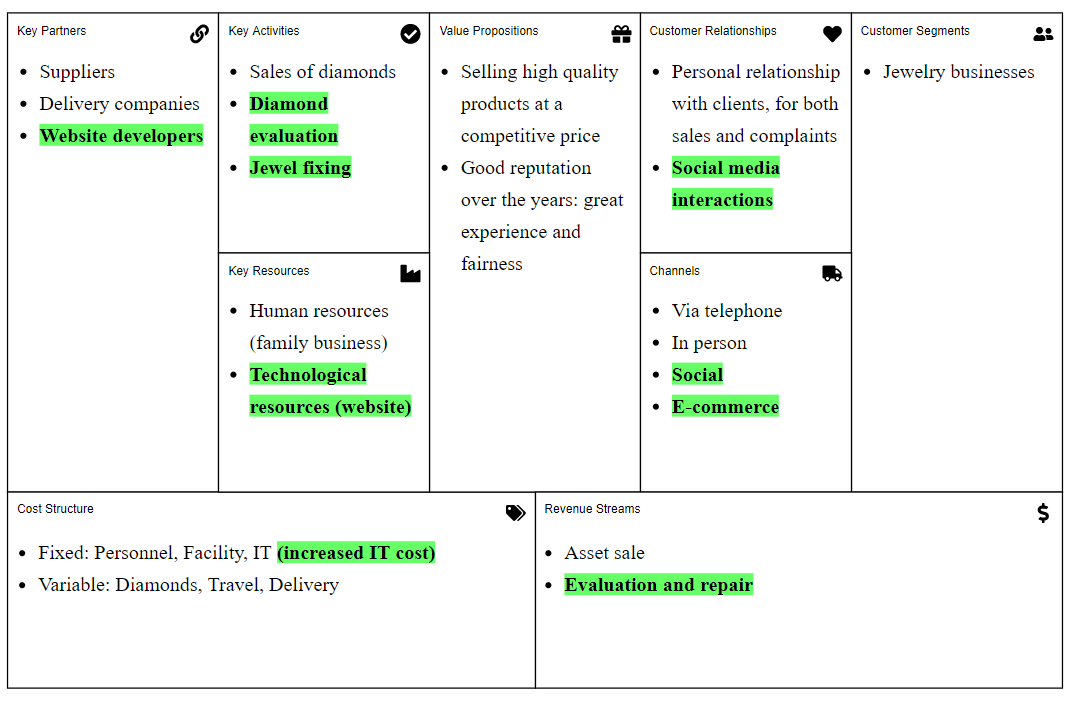 Key Partners
• Suppliers
• Delivery companies
• Website developers
Key Activities
• Sales of diamonds
• Diamond
evaluation
• Jewel fixing
Key Resources
• Human resources
(family business)
• Technological
resources (website)
Value Propositions
• Selling high quality
products at a
competitive price
• Good reputation
over the years: great
experience and
fairness
Customer Relationships
• Personal relationship
with clients, for both
sales and complaints
• Social media
interactions
Channels
• Via telephone
• In person
• Social
• E-commerce
Customer Segments
• Jewelry businesses
Cost Structure
• Fixed: Personnel, Facility, IT (increased IT cost)
• Variable: Diamonds, Travel, Delivery
Revenue Streams
• Asset sale
• Evaluation and repair